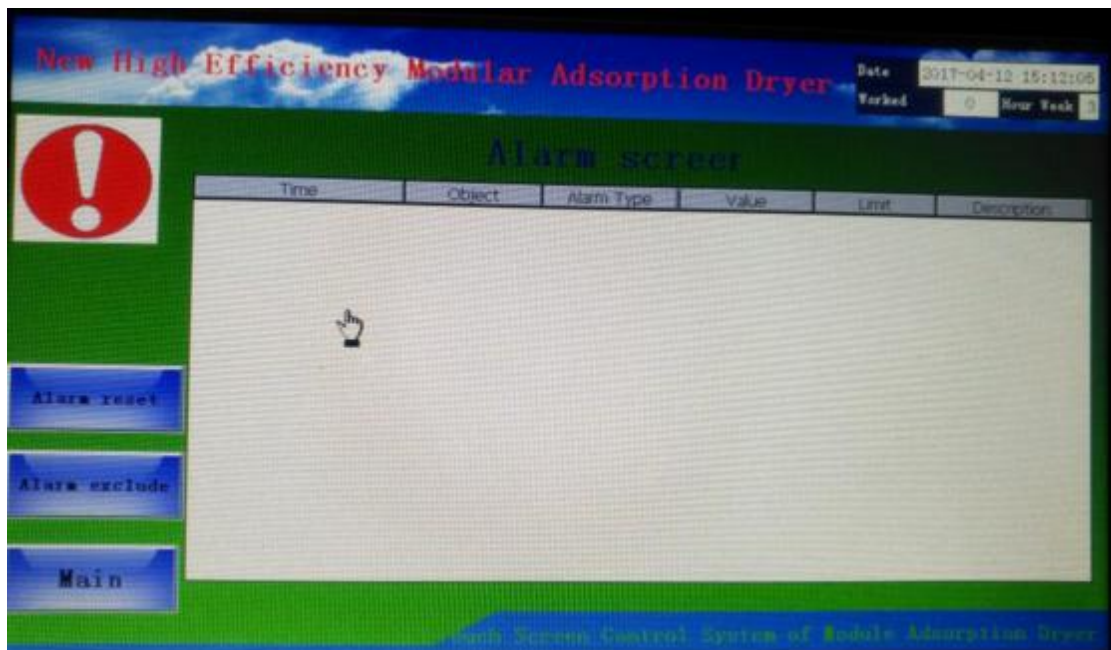 New High Efficiency Modular Adsorption Dryer
Date 2017-04-12 15:12:06
Worked 0 Hour Week 3
Alarm screen
Time Object Alarm Type Value Limit Description
Alarm reset
Alarm exclude
Main
Screen Control System of Module Adsorption Dryer